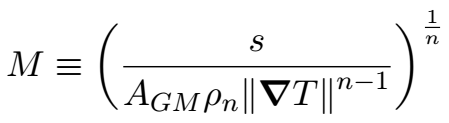 M ≡ ( s / (A_{GM} ρ_n ‖∇T‖^{n−1}) )^{1/n}